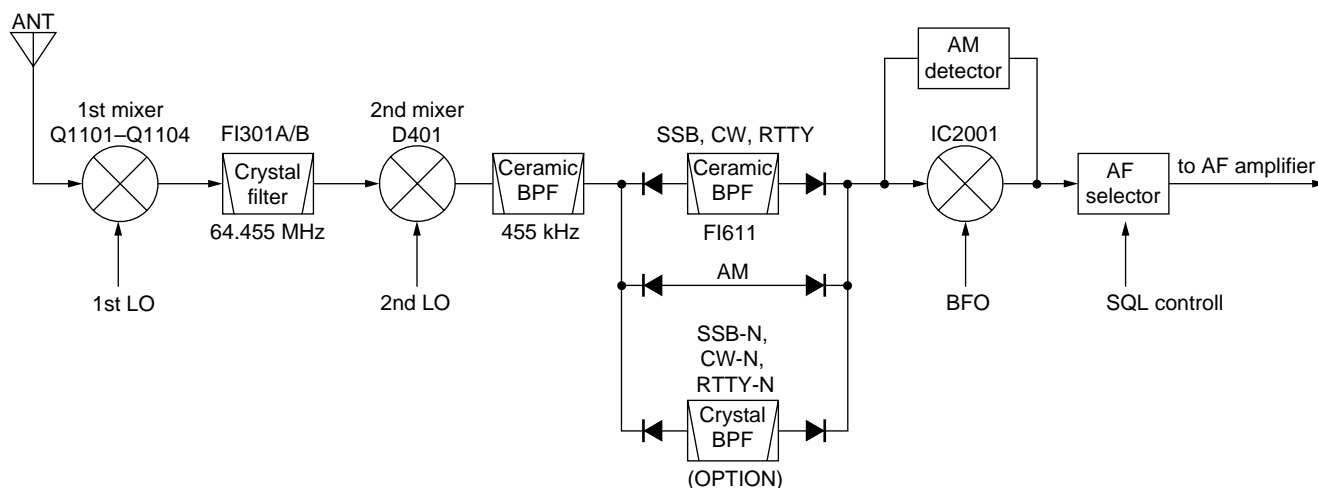 ANT
1st mixer
Q1101–Q1104
1st LO
FI301A/B
Crystal
filter
64.455 MHz
2nd mixer
D401
2nd LO
Ceramic
BPF
455 kHz
SSB, CW, RTTY
Ceramic
BPF
FI611
AM
SSB-N,
CW-N,
RTTY-N
Crystal
BPF
(OPTION)
AM
detector
IC2001
BFO
AF
selector
SQL controll
to AF amplifier